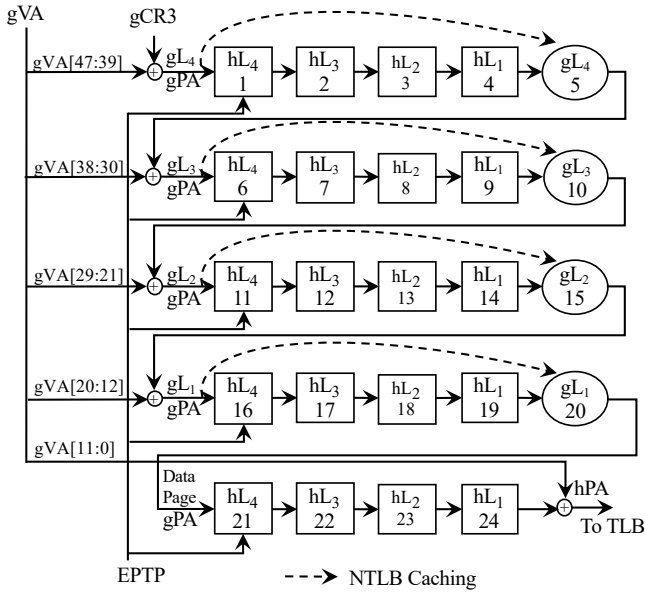 gVA
gCR3
gVA[47:39]
+
gL4
gPA
hL4
1
hL3
2
hL2
3
hL1
4
gL4
5
gVA[38:30]
+
gL3
gPA
hL4
6
hL3
7
hL2
8
hL1
9
gL3
10
gVA[29:21]
+
gL2
gPA
hL4
11
hL3
12
hL2
13
hL1
14
gL2
15
gVA[20:12]
+
gL1
gPA
hL4
16
hL3
17
hL2
18
hL1
19
gL1
20
gVA[11:0]
Data
Page
gPA
hL4
21
hL3
22
hL2
23
hL1
24
hPA
+
To TLB
EPTP
NTLB Caching